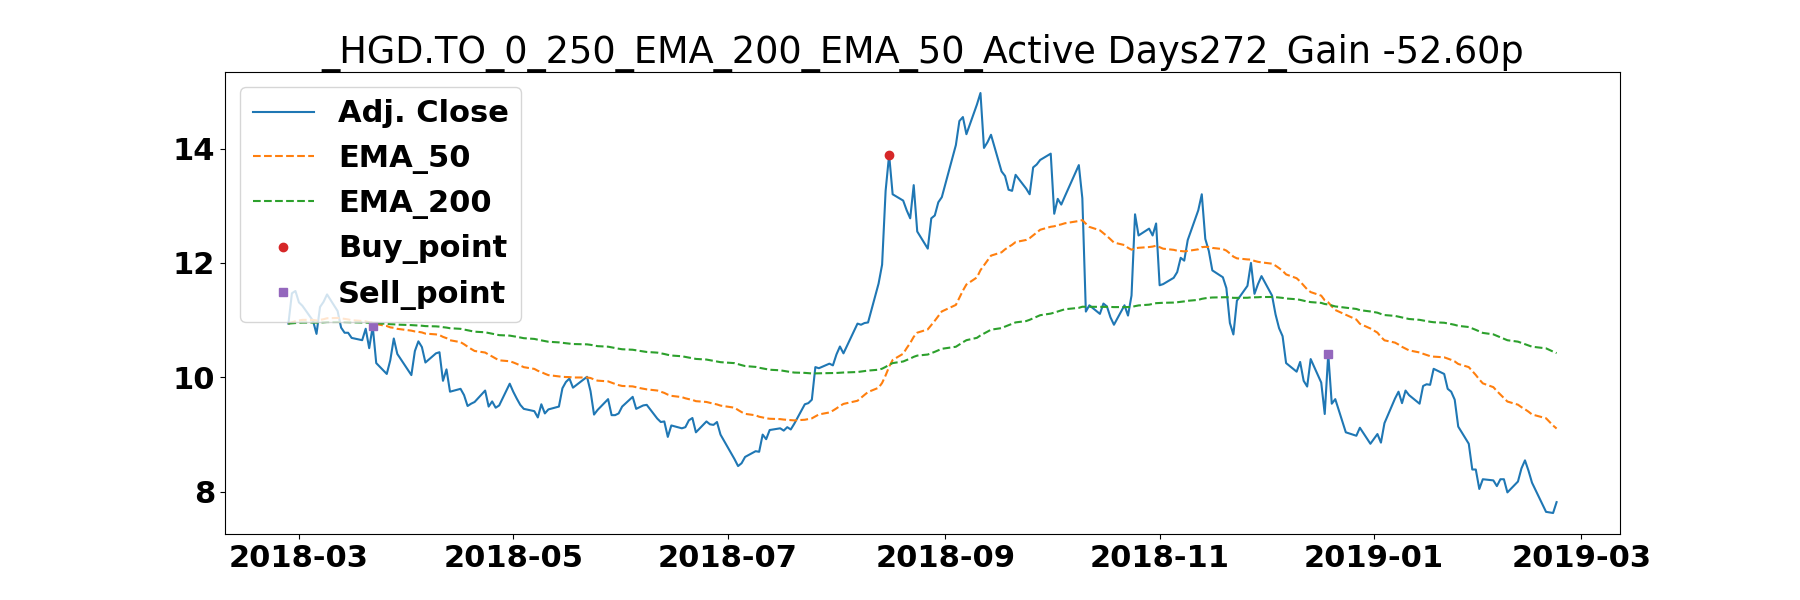 _HGD.TO_0_250_EMA_200_EMA_50_Active Days272_Gain -52.60p
Adj. Close
EMA_50
EMA_200
Buy_point
Sell_point
14
12
10
8
2018-03 2018-05 2018-07 2018-09 2018-11 2019-01 2019-03